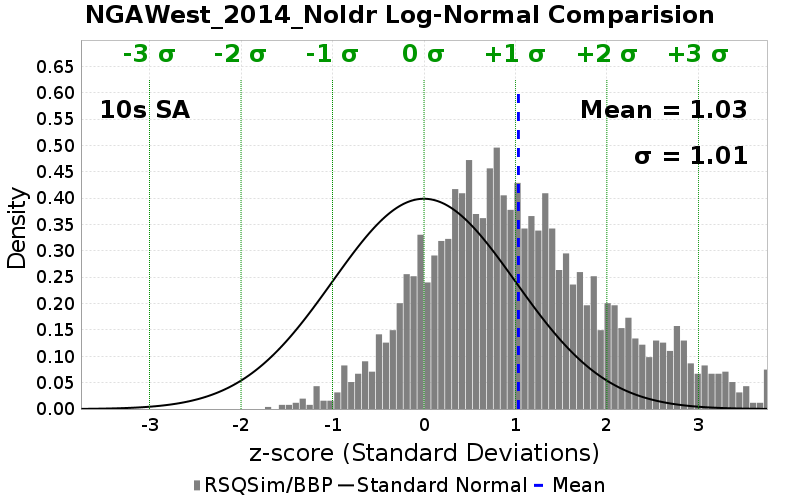 NGAWest_2014_NoIdr Log-Normal Comparision
-3 σ -2 σ -1 σ 0 σ +1 σ +2 σ +3 σ
10s SA
Mean = 1.03
σ = 1.01
Density
0.65
0.60
0.55
0.50
0.45
0.40
0.35
0.30
0.25
0.20
0.15
0.10
0.05
0.00
-3 -2 -1 0 1 2 3
z-score (Standard Deviations)
RSQSim/BBP Standard Normal Mean